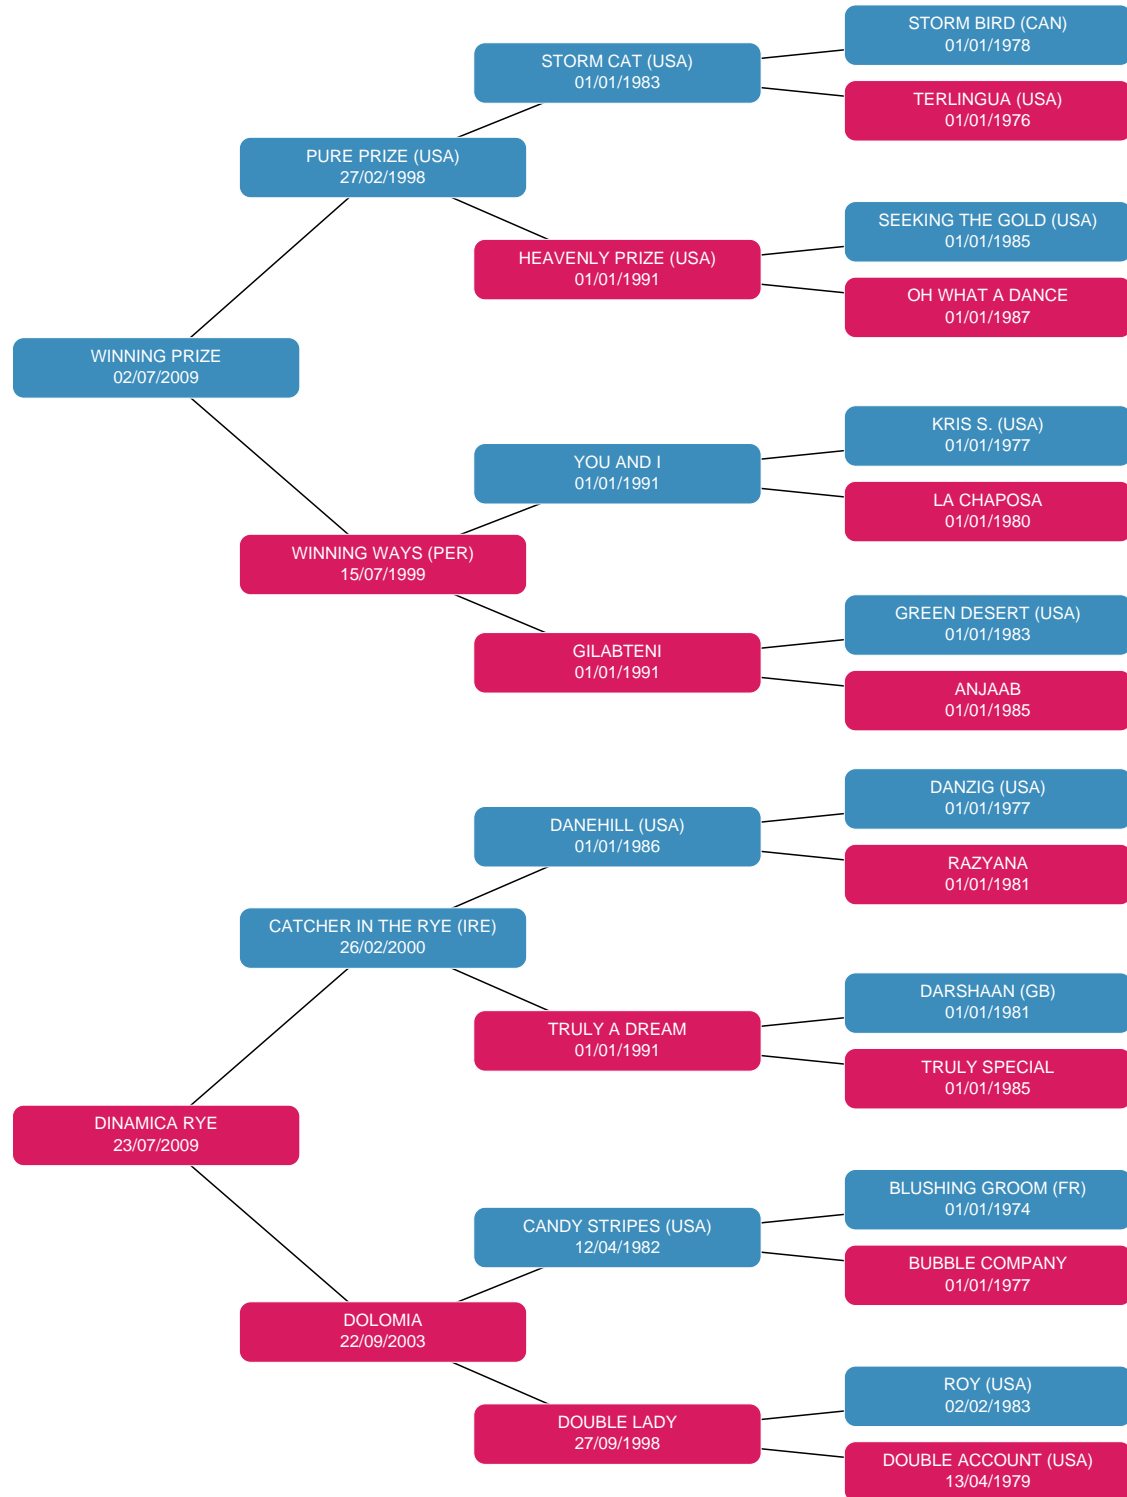 STORM BIRD (CAN)
01/01/1978
STORM CAT (USA)
01/01/1983
TERLINGUA (USA)
01/01/1976
PURE PRIZE (USA)
27/02/1998
SEEKING THE GOLD (USA)
01/01/1985
HEAVENLY PRIZE (USA)
01/01/1991
OH WHAT A DANCE
01/01/1987
WINNING PRIZE
02/07/2009
KRIS S. (USA)
01/01/1977
YOU AND I
01/01/1991
LA CHAPOSA
01/01/1980
WINNING WAYS (PER)
15/07/1999
GREEN DESERT (USA)
01/01/1983
GILABTENI
01/01/1991
ANJAAB
01/01/1985
DANZIG (USA)
01/01/1977
DANEHILL (USA)
01/01/1986
RAZYANA
01/01/1981
CATCHER IN THE RYE (IRE)
26/02/2000
DARSHAAN (GB)
01/01/1981
TRULY A DREAM
01/01/1991
TRULY SPECIAL
01/01/1985
DINAMICA RYE
23/07/2009
BLUSHING GROOM (FR)
01/01/1974
CANDY STRIPES (USA)
12/04/1982
BUBBLE COMPANY
01/01/1977
DOLOMIA
22/09/2003
ROY (USA)
02/02/1983
DOUBLE LADY
27/09/1998
DOUBLE ACCOUNT (USA)
13/04/1979